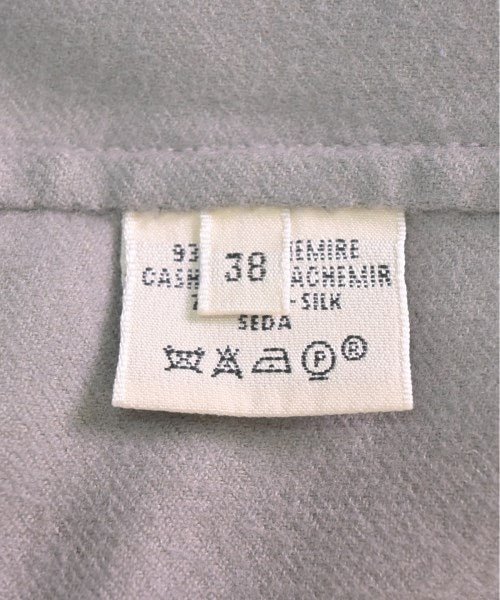 38
93
EMIRE
CASH ACHEMIR
-SILK
SEDA
P ®